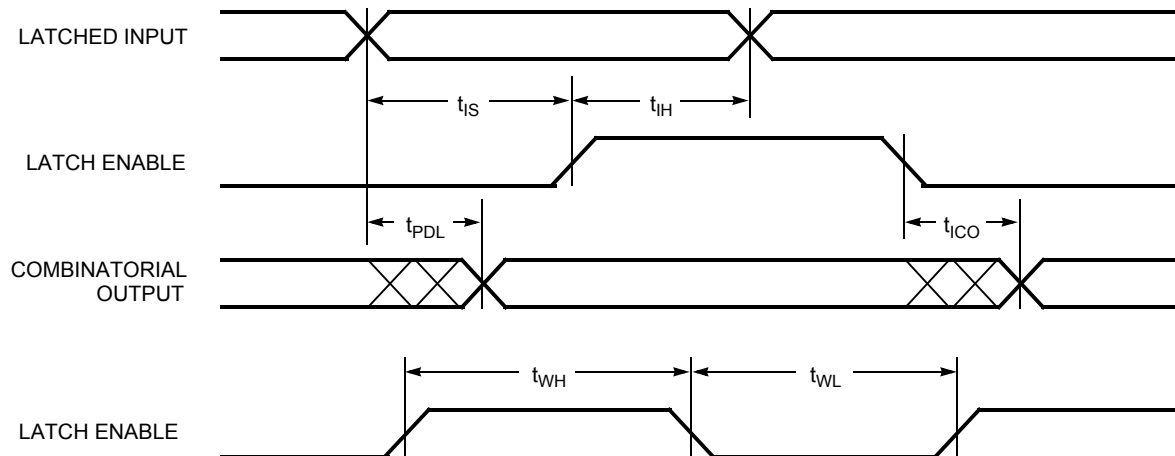 LATCHED INPUT
tIS
tIH
LATCH ENABLE
tPDL
tICO
COMBINATORIAL
OUTPUT
tWH
tWL
LATCH ENABLE